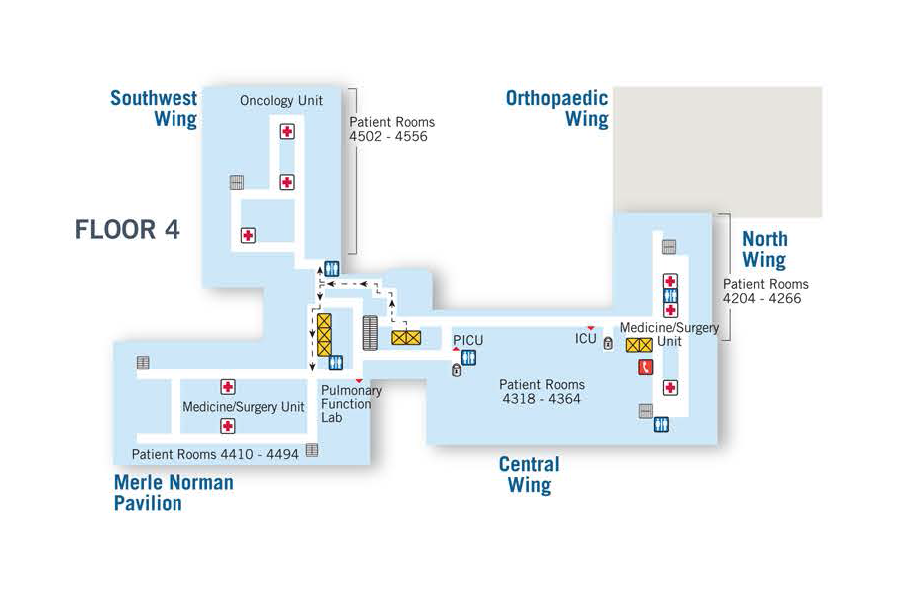 Southwest
Wing
Oncology Unit
Patient Rooms
4502 - 4556
Orthopaedic
Wing
FLOOR 4
North
Wing
Patient Rooms
4204 - 4266
Medicine/Surgery
Unit
ICU
PICU
Patient Rooms
4318 - 4364
Pulmonary
Function
Lab
Medicine/Surgery Unit
Patient Rooms 4410 - 4494
Central
Wing
Merle Norman
Pavilion